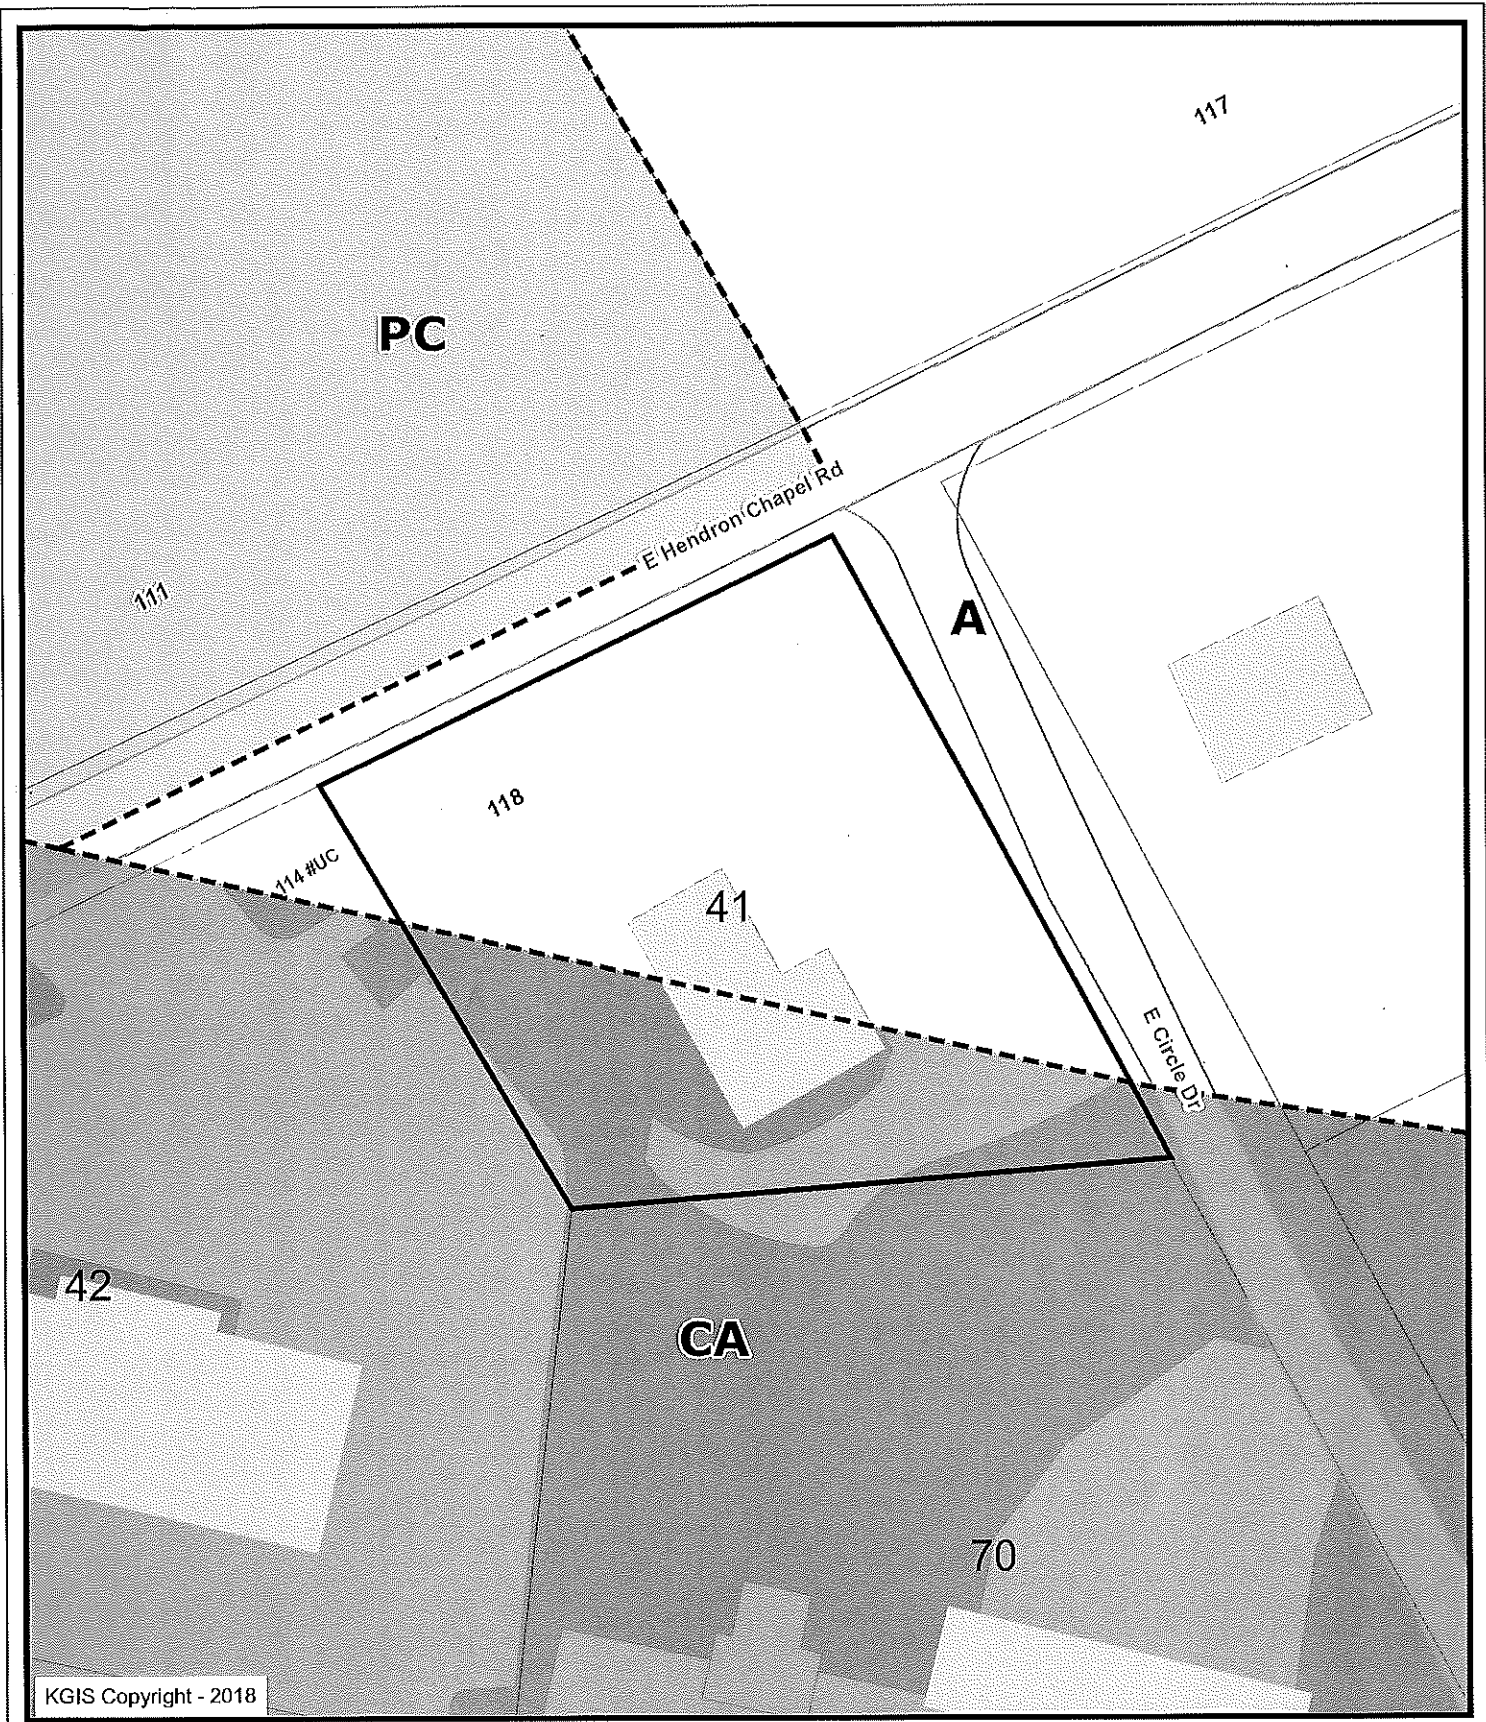 117
PC
E Hendron Chapel Rd
111
A
118
114 #UC
41
E Circle Dr
42
CA
70
KGIS Copyright - 2018